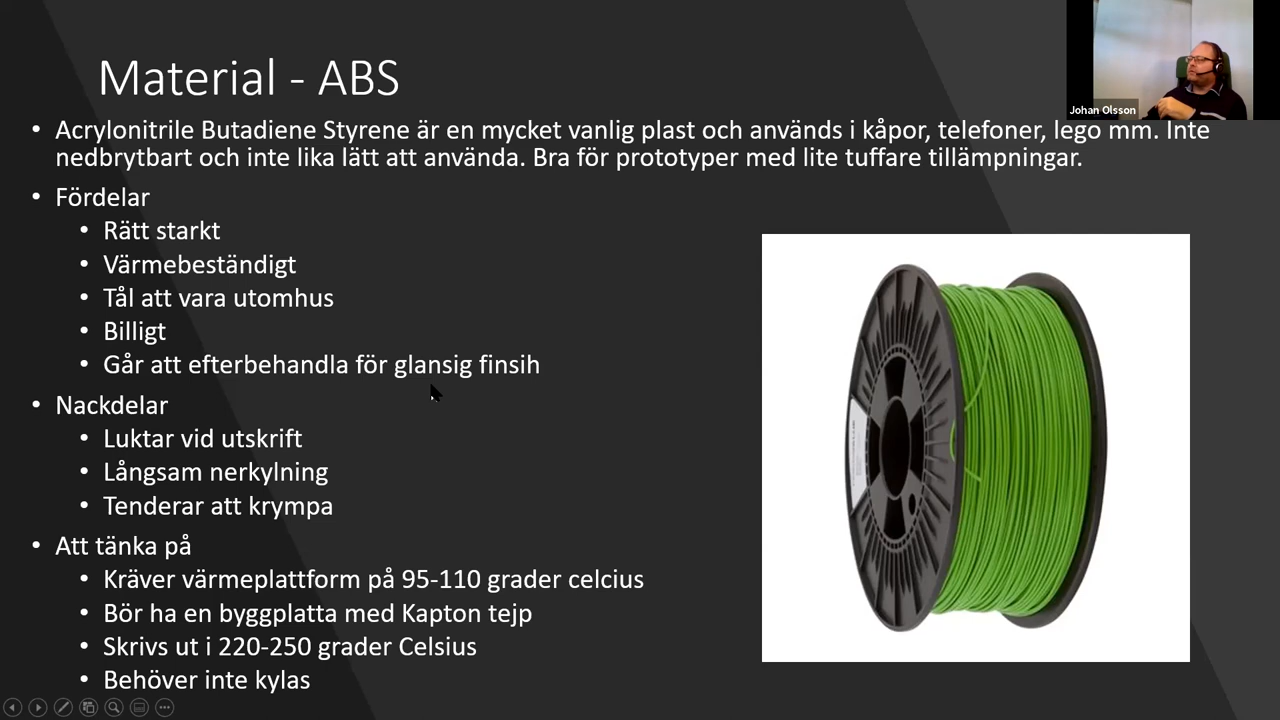 Material - ABS
Johan Olsson
• Acrylonitrile Butadiene Styrene är en mycket vanlig plast och används i kåpor, telefoner, lego mm. Inte
nedbrytbart och inte lika lätt att använda. Bra för prototyper med lite tuffare tillämpningar.
• Fördelar
• Rätt starkt
• Värmebeständigt
• Tål att vara utomhus
• Billigt
• Går att efterbehandla för glansig finsih
• Nackdelar
• Luktar vid utskrift
• Långsam nerkylning
• Tenderar att krympa
• Att tänka på
• Kräver värmeplattform på 95-110 grader celcius
• Bör ha en byggplatta med Kapton tejp
• Skrivs ut i 220-250 grader Celsius
• Behöver inte kylas